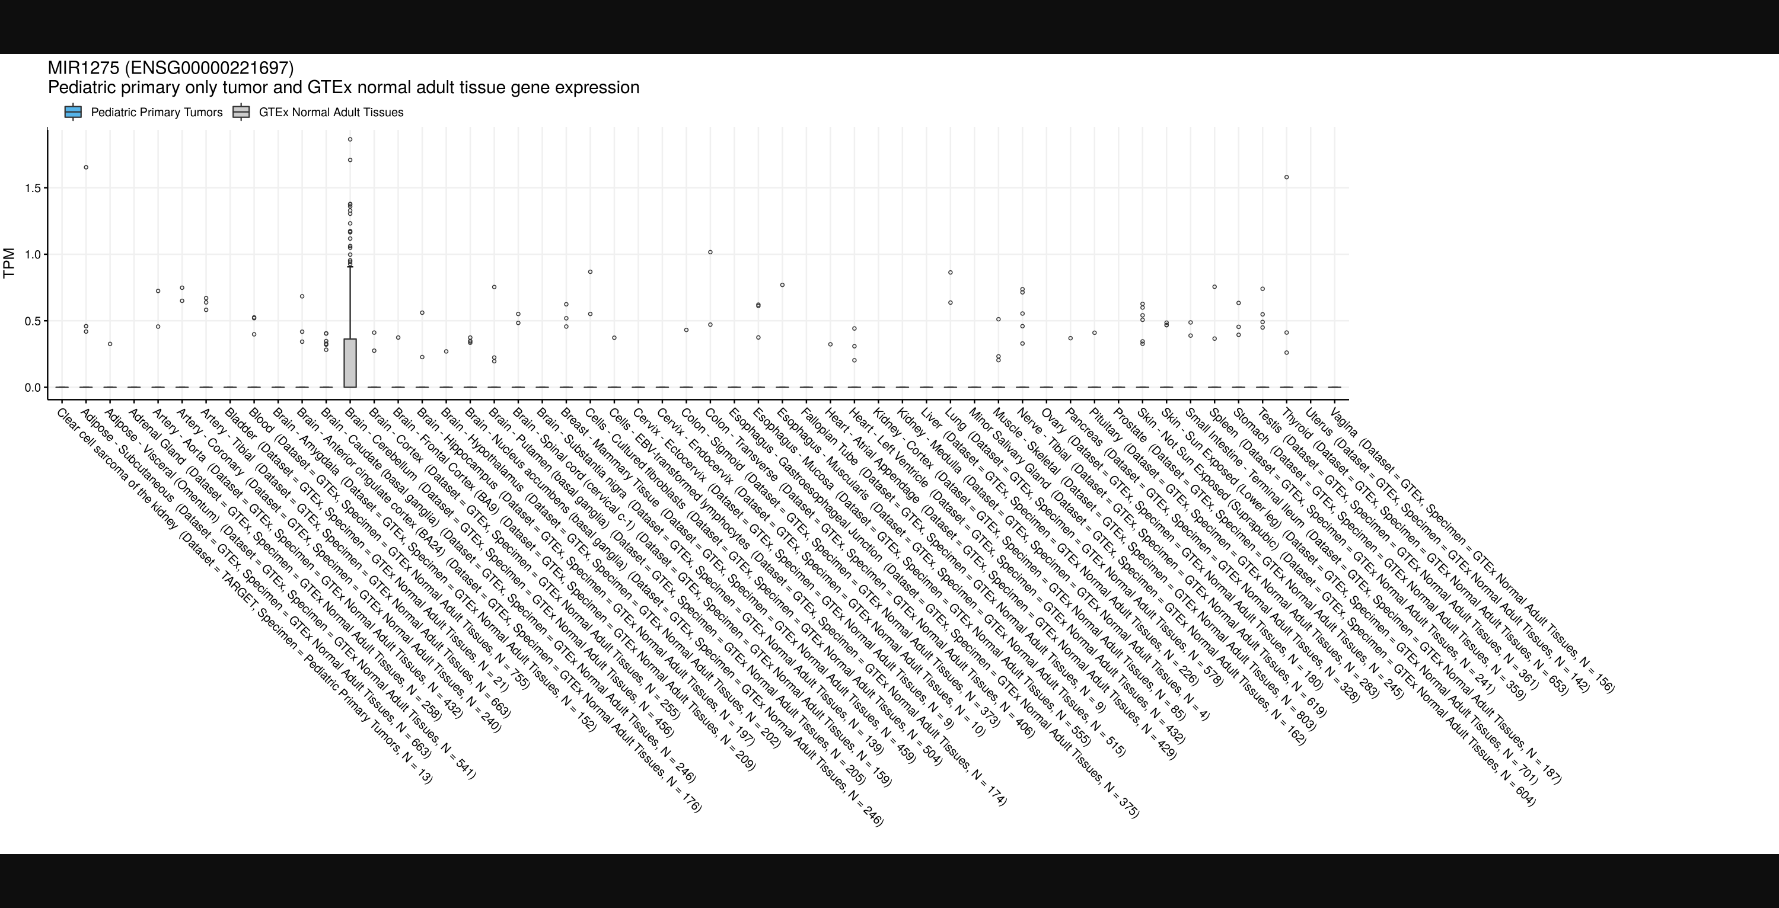 MIR1275 (ENSG00000221697)
Pediatric primary only tumor and GTEx normal adult tissue gene expression
Pediatric Primary Tumors
GTEx Normal Adult Tissues
TPM
1.5
1.0
0.5
0.0
Clear cell sarcoma of the kidney (Dataset = TARGET, Specimen = Pediatric Primary Tumors, N = 13)
Adipose - Subcutaneous (Dataset = GTEx, Specimen = GTEx Normal Adult Tissues, N = 663)
Adipose - Visceral (Omentum) (Dataset = GTEx, Specimen = GTEx Normal Adult Tissues, N = 541)
Adrenal Gland (Dataset = GTEx, Specimen = GTEx Normal Adult Tissues, N = 258)
Artery - Aorta (Dataset = GTEx, Specimen = GTEx Normal Adult Tissues, N = 432)
Artery - Coronary (Dataset = GTEx, Specimen = GTEx Normal Adult Tissues, N = 240)
Artery - Tibial (Dataset = GTEx, Specimen = GTEx Normal Adult Tissues, N = 663)
Bladder (Dataset = GTEx, Specimen = GTEx Normal Adult Tissues, N = 21)
Blood (Dataset = GTEx, Specimen = GTEx Normal Adult Tissues, N = 755)
Brain - Amygdala (Dataset = GTEx, Specimen = GTEx Normal Adult Tissues, N = 152)
Brain - Anterior cingulate cortex (BA24) (Dataset = GTEx, Specimen = GTEx Normal Adult Tissues, N = 176)
Brain - Caudate (basal ganglia) (Dataset = GTEx, Specimen = GTEx Normal Adult Tissues, N = 246)
Brain - Cerebellum (Dataset = GTEx, Specimen = GTEx Normal Adult Tissues, N = 456)
Brain - Cortex (Dataset = GTEx, Specimen = GTEx Normal Adult Tissues, N = 255)
Brain - Frontal Cortex (BA9) (Dataset = GTEx, Specimen = GTEx Normal Adult Tissues, N = 209)
Brain - Hippocampus (Dataset = GTEx, Specimen = GTEx Normal Adult Tissues, N = 197)
Brain - Hypothalamus (Dataset = GTEx, Specimen = GTEx Normal Adult Tissues, N = 202)
Brain - Nucleus accumbens (basal ganglia) (Dataset = GTEx, Specimen = GTEx Normal Adult Tissues, N = 246)
Brain - Putamen (basal ganglia) (Dataset = GTEx, Specimen = GTEx Normal Adult Tissues, N = 205)
Brain - Spinal cord (cervical c-1) (Dataset = GTEx, Specimen = GTEx Normal Adult Tissues, N = 159)
Brain - Substantia nigra (Dataset = GTEx, Specimen = GTEx Normal Adult Tissues, N = 139)
Breast - Mammary Tissue (Dataset = GTEx, Specimen = GTEx Normal Adult Tissues, N = 459)
Cells - Cultured fibroblasts (Dataset = GTEx, Specimen = GTEx Normal Adult Tissues, N = 504)
Cells - EBV-transformed lymphocytes (Dataset = GTEx, Specimen = GTEx Normal Adult Tissues, N = 174)
Cervix - Ectocervix (Dataset = GTEx, Specimen = GTEx Normal Adult Tissues, N = 9)
Cervix - Endocervix (Dataset = GTEx, Specimen = GTEx Normal Adult Tissues, N = 10)
Colon - Sigmoid (Dataset = GTEx, Specimen = GTEx Normal Adult Tissues, N = 373)
Colon - Transverse (Dataset = GTEx, Specimen = GTEx Normal Adult Tissues, N = 406)
Esophagus - Gastroesophageal Junction (Dataset = GTEx, Specimen = GTEx Normal Adult Tissues, N = 375)
Esophagus - Mucosa (Dataset = GTEx, Specimen = GTEx Normal Adult Tissues, N = 555)
Esophagus - Muscularis (Dataset = GTEx, Specimen = GTEx Normal Adult Tissues, N = 515)
Fallopian Tube (Dataset = GTEx, Specimen = GTEx Normal Adult Tissues, N = 9)
Heart - Atrial Appendage (Dataset = GTEx, Specimen = GTEx Normal Adult Tissues, N = 429)
Heart - Left Ventricle (Dataset = GTEx, Specimen = GTEx Normal Adult Tissues, N = 432)
Kidney - Cortex (Dataset = GTEx, Specimen = GTEx Normal Adult Tissues, N = 85)
Kidney - Medulla (Dataset = GTEx, Specimen = GTEx Normal Adult Tissues, N = 4)
Liver (Dataset = GTEx, Specimen = GTEx Normal Adult Tissues, N = 226)
Lung (Dataset = GTEx, Specimen = GTEx Normal Adult Tissues, N = 578)
Minor Salivary Gland (Dataset = GTEx, Specimen = GTEx Normal Adult Tissues, N = 162)
Muscle - Skeletal (Dataset = GTEx, Specimen = GTEx Normal Adult Tissues, N = 803)
Nerve - Tibial (Dataset = GTEx, Specimen = GTEx Normal Adult Tissues, N = 619)
Ovary (Dataset = GTEx, Specimen = GTEx Normal Adult Tissues, N = 180)
Pancreas (Dataset = GTEx, Specimen = GTEx Normal Adult Tissues, N = 328)
Pituitary (Dataset = GTEx, Specimen = GTEx Normal Adult Tissues, N = 283)
Prostate (Dataset = GTEx, Specimen = GTEx Normal Adult Tissues, N = 245)
Skin - Not Sun Exposed (Suprapubic) (Dataset = GTEx, Specimen = GTEx Normal Adult Tissues, N = 604)
Skin - Sun Exposed (Lower leg) (Dataset = GTEx, Specimen = GTEx Normal Adult Tissues, N = 701)
Small Intestine - Terminal Ileum (Dataset = GTEx, Specimen = GTEx Normal Adult Tissues, N = 187)
Spleen (Dataset = GTEx, Specimen = GTEx Normal Adult Tissues, N = 241)
Stomach (Dataset = GTEx, Specimen = GTEx Normal Adult Tissues, N = 359)
Testis (Dataset = GTEx, Specimen = GTEx Normal Adult Tissues, N = 361)
Thyroid (Dataset = GTEx, Specimen = GTEx Normal Adult Tissues, N = 653)
Uterus (Dataset = GTEx, Specimen = GTEx Normal Adult Tissues, N = 142)
Vagina (Dataset = GTEx, Specimen = GTEx Normal Adult Tissues, N = 156)